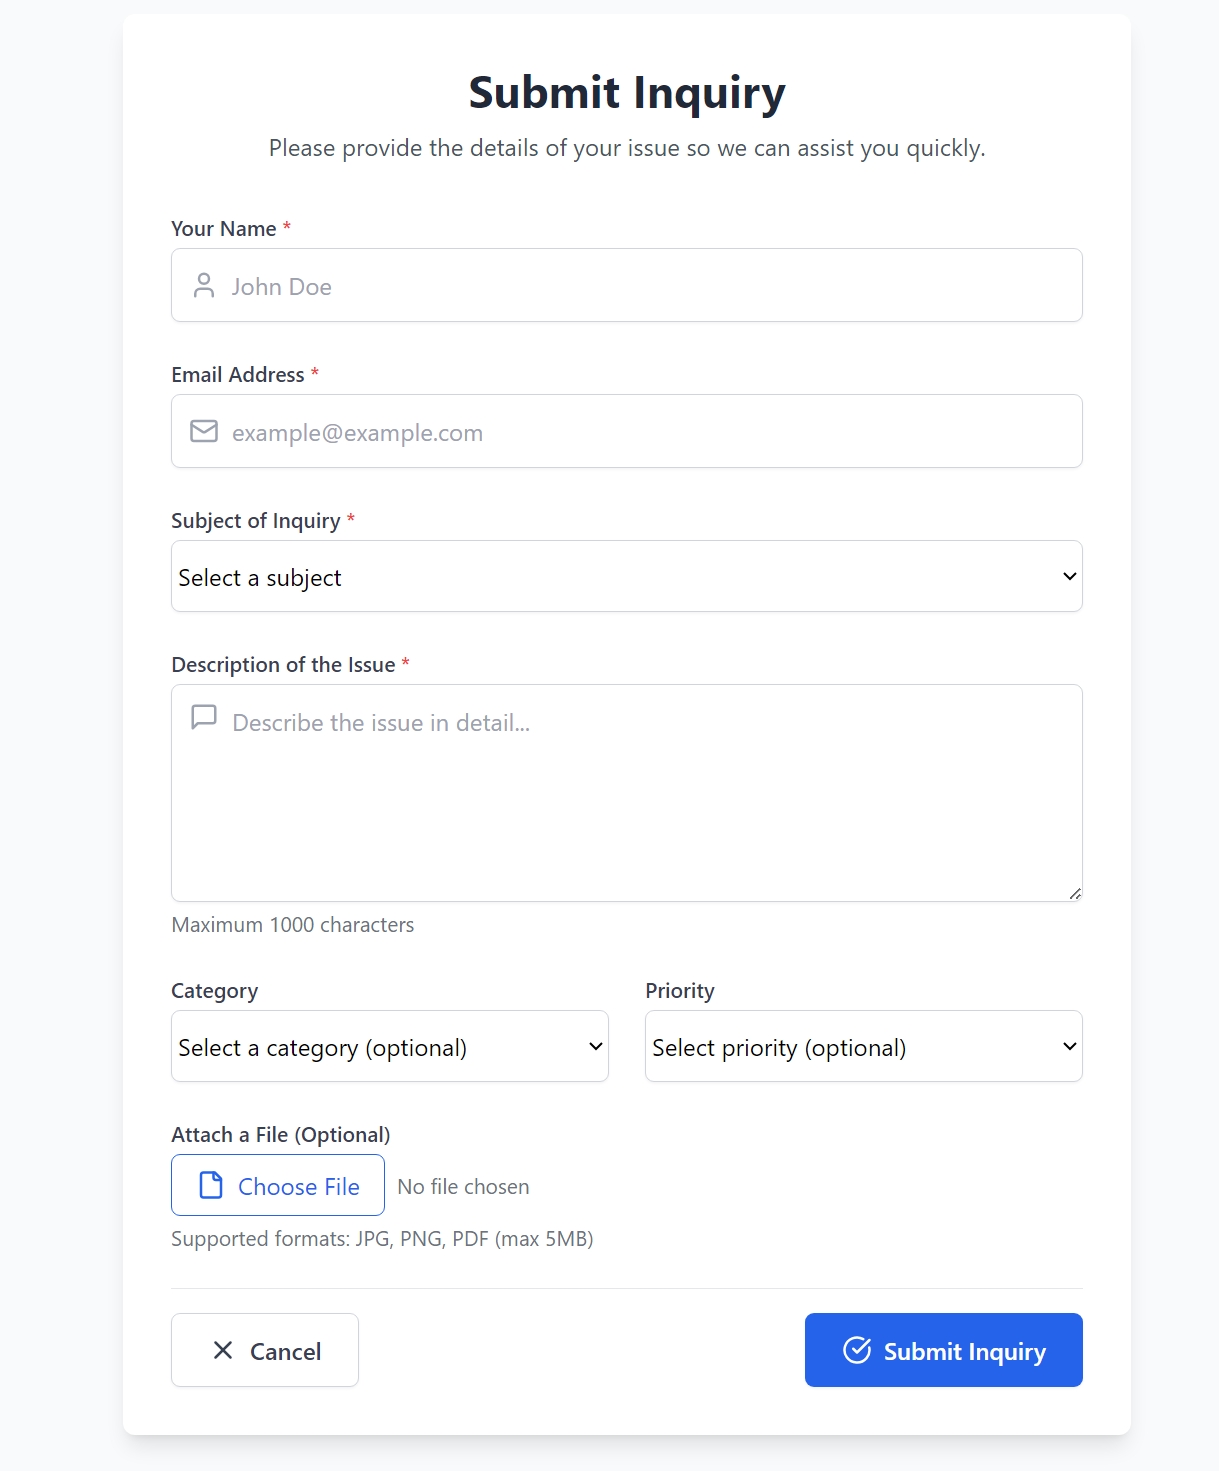 Submit Inquiry
Please provide the details of your issue so we can assist you quickly.
Your Name *
John Doe
Email Address *
example@example.com
Subject of Inquiry *
Select a subject
Description of the Issue *
Describe the issue in detail...
Maximum 1000 characters
Category
Select a category (optional)
Priority
Select priority (optional)
Attach a File (Optional)
Choose File
No file chosen
Supported formats: JPG, PNG, PDF (max 5MB)
Cancel
Submit Inquiry